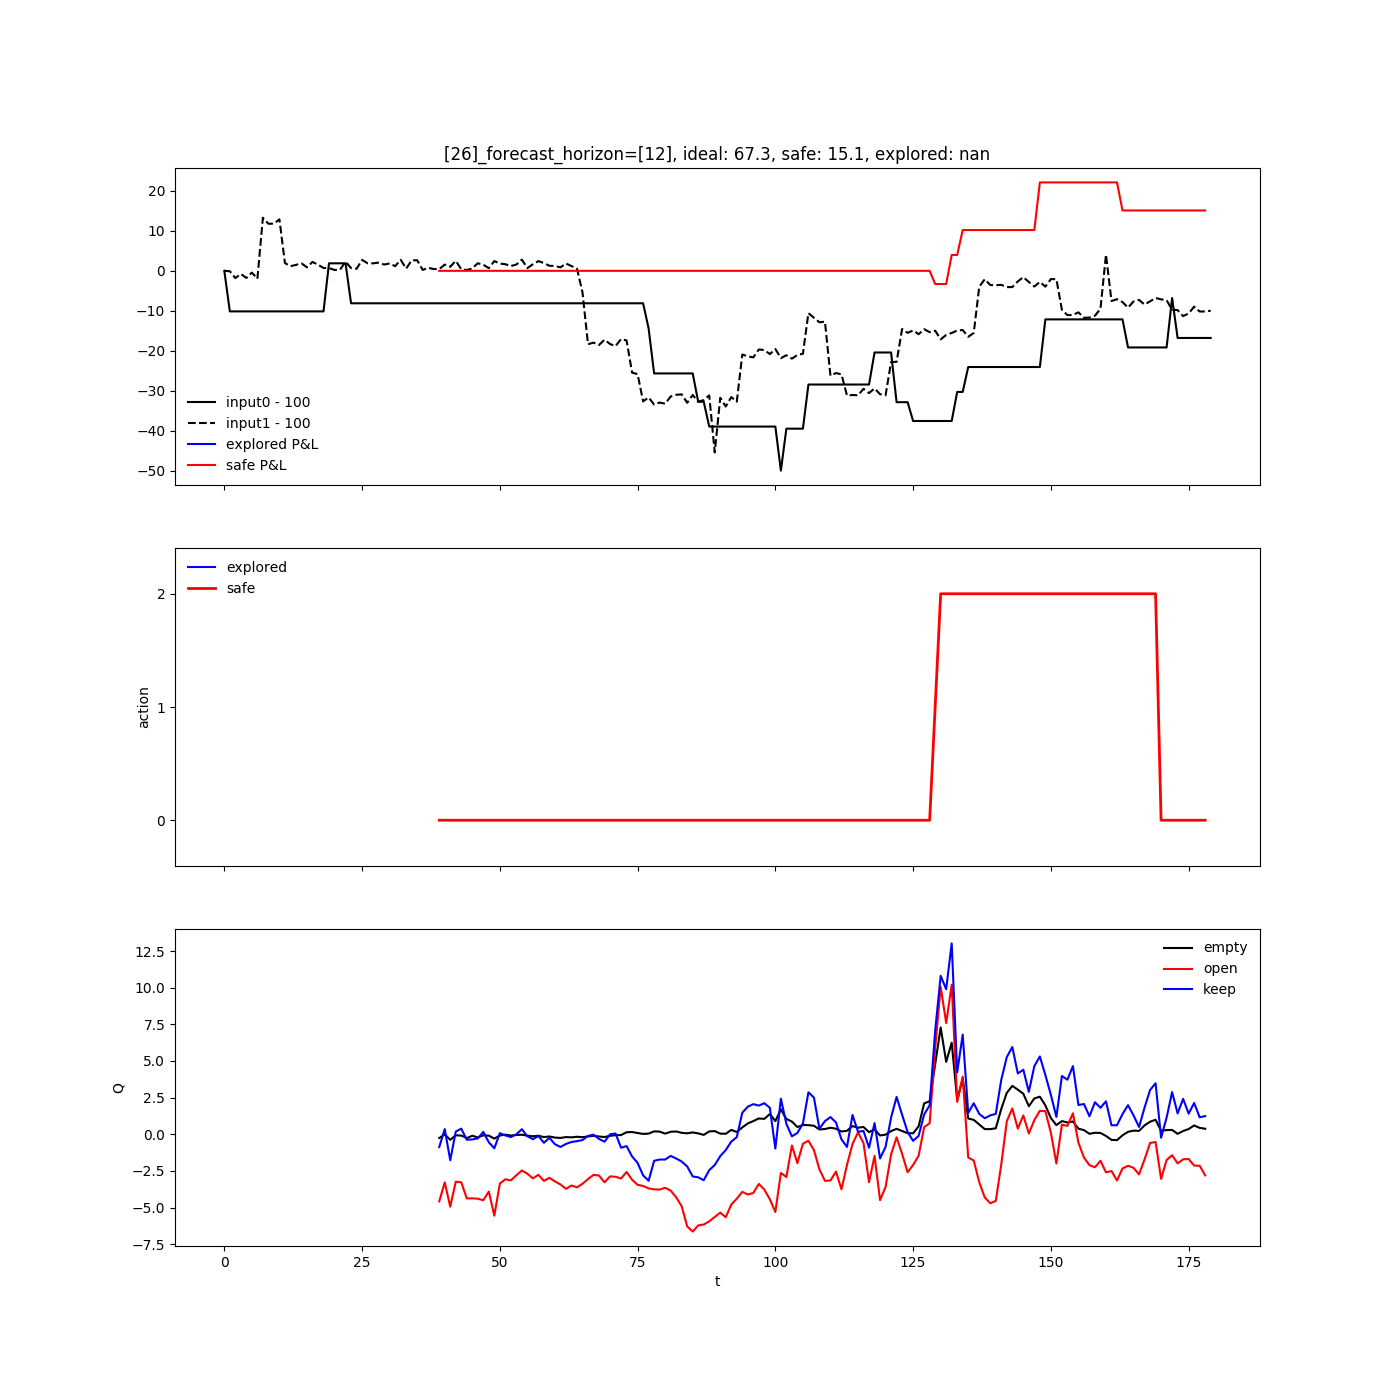 [26]_forecast_horizon=[12], ideal: 67.3, safe: 15.1, explored: nan
20
10
0
−10
−20
−30
−40
−50
input0 - 100
input1 - 100
explored P&L
safe P&L
explored
safe
2
1
0
action
empty
open
keep
12.5
10.0
7.5
5.0
2.5
0.0
−2.5
−5.0
−7.5
Q
0 25 50 75 100 125 150 175
t